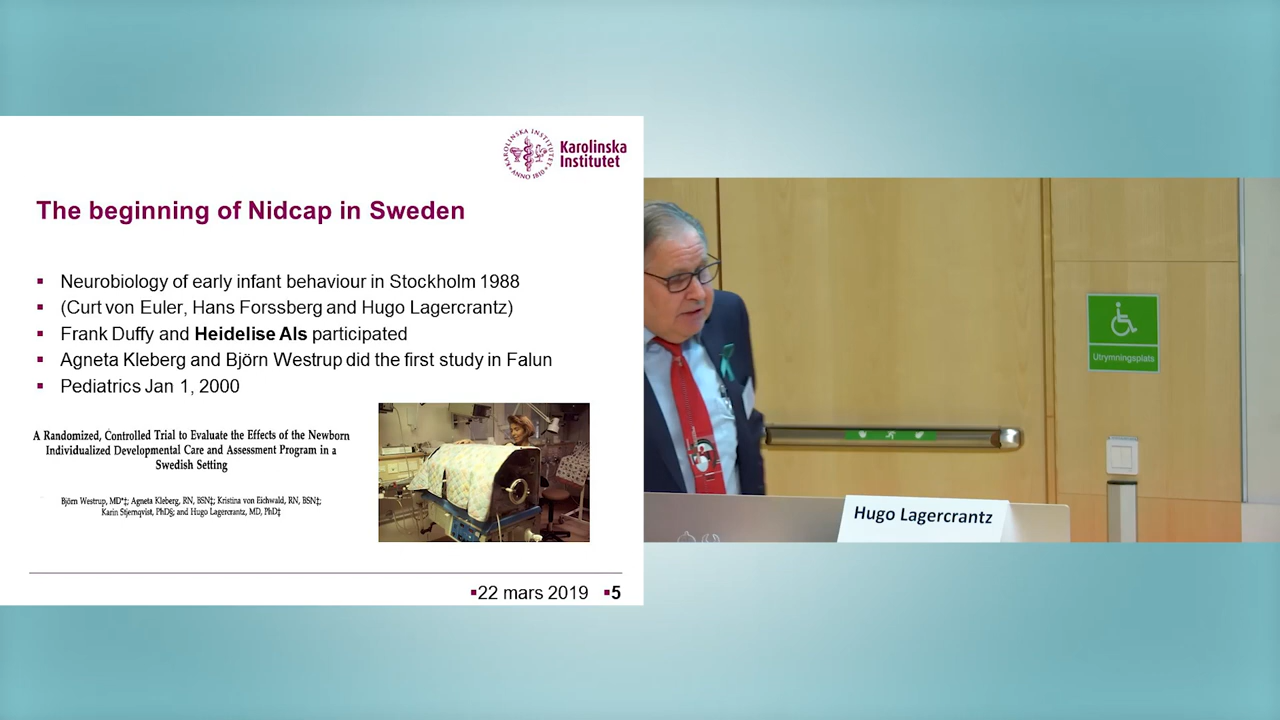 KAROLINSKA INSTITUTET
ANNO 1810
Karolinska
Institutet
The beginning of Nidcap in Sweden
Neurobiology of early infant behaviour in Stockholm 1988
(Curt von Euler, Hans Forssberg and Hugo Lagercrantz)
Frank Duffy and Heidelise Als participated
Agneta Kleberg and Björn Westrup did the first study in Falun
Pediatrics Jan 1, 2000
A Randomized, Controlled Trial to Evaluate the Effects of the Newborn
Individualized Developmental Care and Assessment Program in a
Swedish Setting
Björn Westrup, MD*‡; Agneta Kleberg, RN, BSN‡; Kristina von Eichwald, RN, BSN‡;
Karin Stjernqvist, PhD§; and Hugo Lagercrantz, MD, PhD‡
22 mars 2019 5
Utrymningsplats
Hugo Lagercrantz